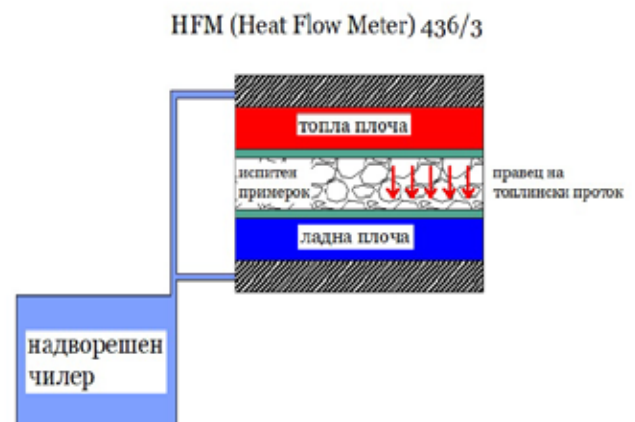 HFM (Heat Flow Meter) 436/3
топла плоча
испитен
примерок
правец на
топлински проток
ладна плоча
надворешен
чилер